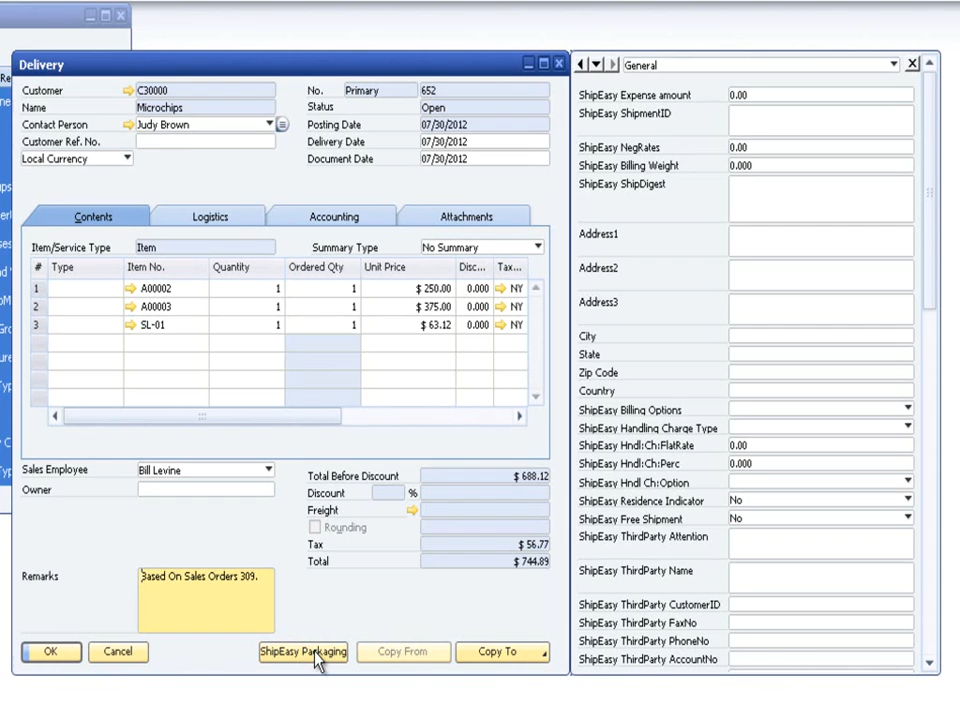 Delivery
Customer C30000
Name Microchips
Contact Person Judy Brown
Customer Ref. No.
Local Currency
No. Primary 652
Status Open
Posting Date 07/30/2012
Delivery Date 07/30/2012
Document Date 07/30/2012
Contents Logistics Accounting Attachments
Item/Service Type Item Summary Type No Summary
# Type Item No. Quantity Ordered Qty Unit Price Disc... Tax...
1 A00002 1 1 $ 250.00 0.000 NY
2 A00003 1 1 $ 375.00 0.000 NY
3 SL-01 1 1 $ 63.12 0.000 NY
Sales Employee Bill Levine
Owner
Total Before Discount $ 688.12
Discount %
Freight
Rounding
Tax $ 56.77
Total $ 744.89
Remarks Based On Sales Orders 309.
OK Cancel ShipEasy Packaging Copy From Copy To
General
ShipEasy Expense amount 0.00
ShipEasy ShipmentID
ShipEasy NegRates 0.00
ShipEasy Billing Weight 0.000
ShipEasy ShipDigest
Address1
Address2
Address3
City
State
Zip Code
Country
ShipEasy Billing Options
ShipEasy Handling Charge Type
ShipEasy Hndl:Ch:FlatRate 0.00
ShipEasy Hndl:Ch:Perc 0.000
ShipEasy Hndl Ch:Option
ShipEasy Residence Indicator No
ShipEasy Free Shipment No
ShipEasy ThirdParty Attention
ShipEasy ThirdParty Name
ShipEasy ThirdParty CustomerID
ShipEasy ThirdParty FaxNo
ShipEasy ThirdParty PhoneNo
ShipEasy ThirdParty AccountNo